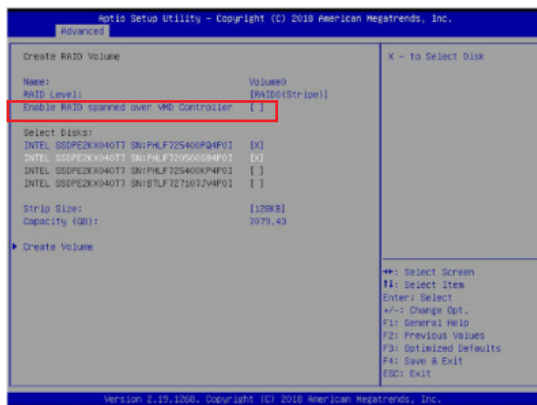 Aptio Setup Utility – Copyright (C) 2018 American Megatrends, Inc.
Advanced
Create RAID Volume
X - to Select Disk
Name: Volume0
RAID Level: [RAID0(Stripe)]
Enable RAID spanned over VMD Controller [ ]
Select Disks:
INTEL SSDPE2KX040T7 SN:PHLF725400PQ4P0I [X]
INTEL SSDPE2KX040T7 SN:PHLF720500G84P0I [X]
INTEL SSDPE2KX040T7 SN:PHLF725400KP4P0I [ ]
INTEL SSDPE2KX040T7 SN:BTLF727107JV4P0I [ ]
Strip Size: [128KB]
Capacity (GB): 7079.43
Create Volume
: Select Screen
: Select Item
Enter: Select
+/-: Change Opt.
F1: General Help
F2: Previous Values
F3: Optimized Defaults
F4: Save & Exit
ESC: Exit
Version 2.19.1268. Copyright (C) 2018 American Megatrends, Inc.